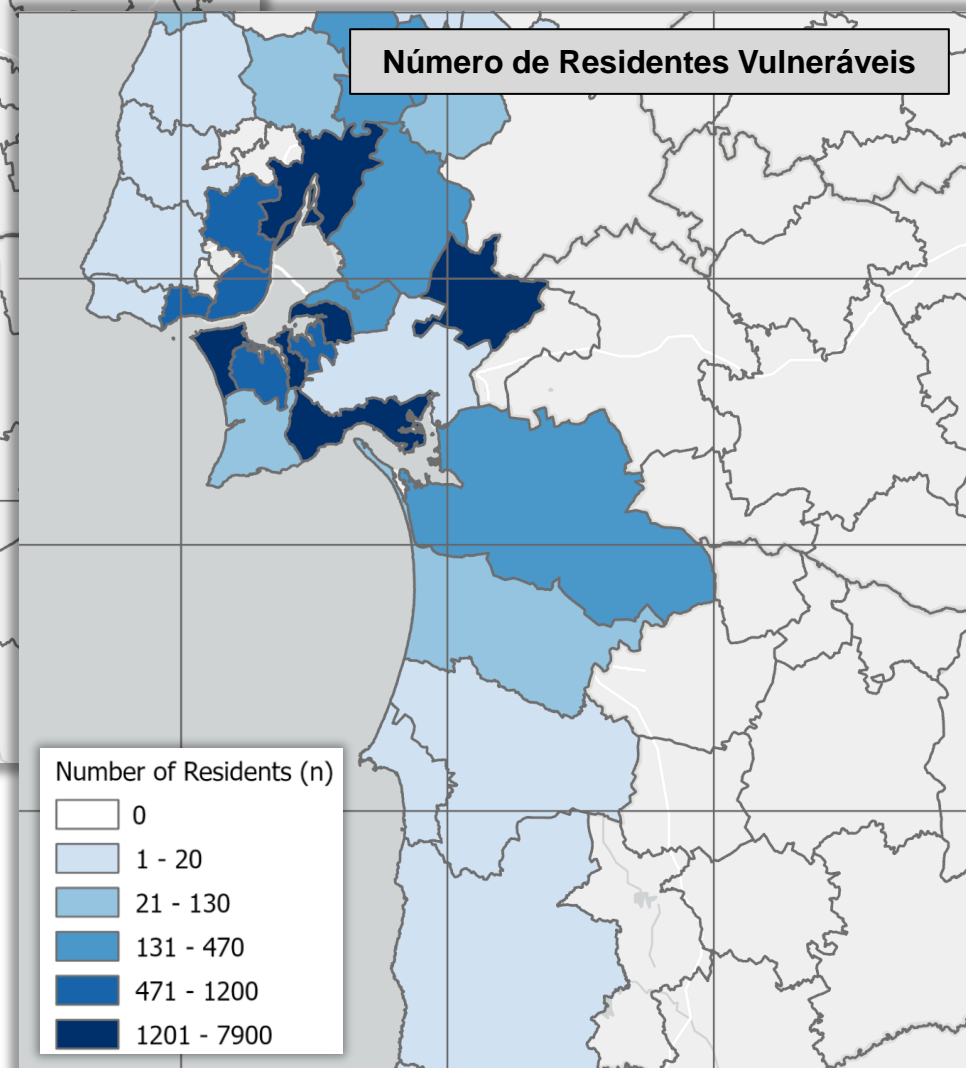 Número de Residentes Vulneráveis
Number of Residents (n)
0
1 - 20
21 - 130
131 - 470
471 - 1200
1201 - 7900